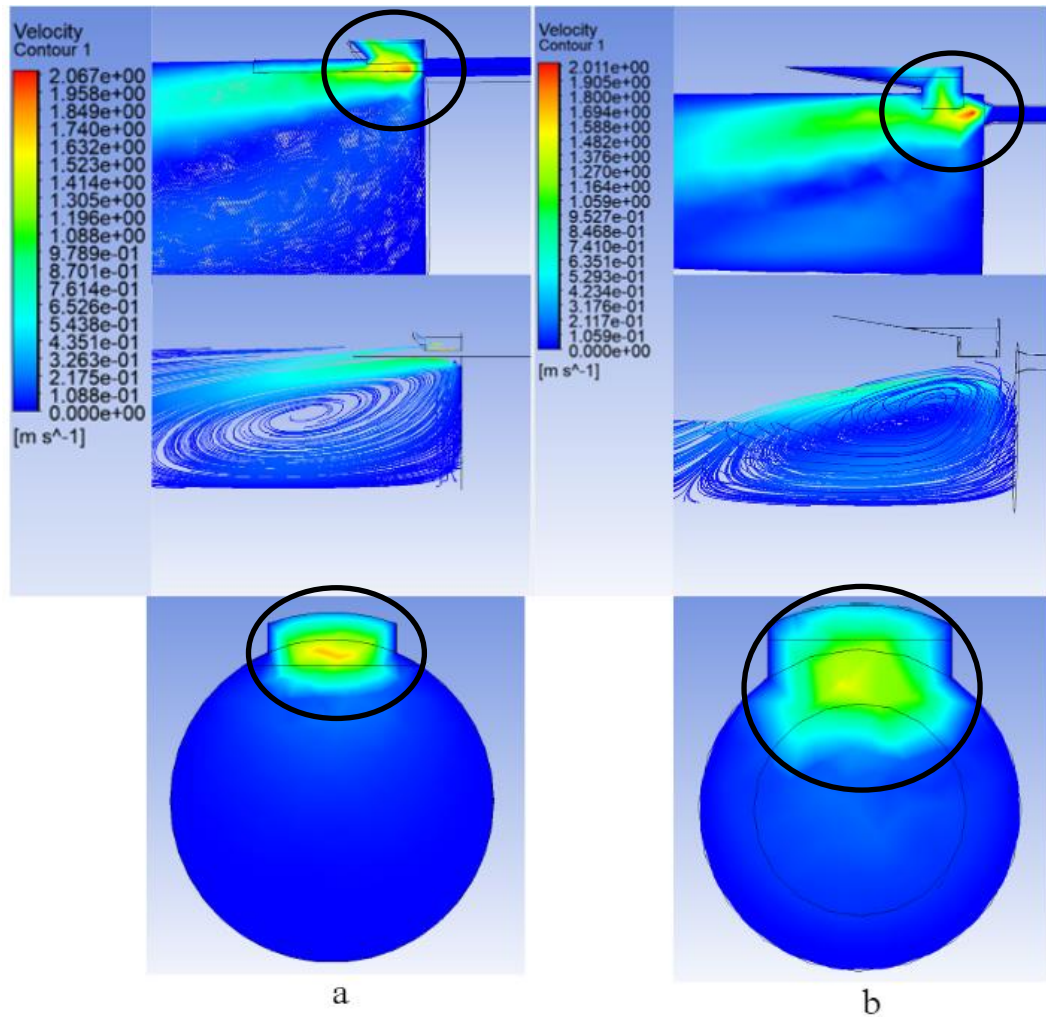 Velocity
Contour 1
2.067e+00
1.958e+00
1.849e+00
1.740e+00
1.632e+00
1.523e+00
1.414e+00
1.305e+00
1.196e+00
1.088e+00
9.789e-01
8.701e-01
7.614e-01
6.526e-01
5.438e-01
4.351e-01
3.263e-01
2.175e-01
1.088e-01
0.000e+00
[m s^-1]
Velocity
Contour 1
2.011e+00
1.905e+00
1.800e+00
1.694e+00
1.588e+00
1.482e+00
1.376e+00
1.270e+00
1.164e+00
1.059e+00
9.527e-01
8.468e-01
7.410e-01
6.351e-01
5.293e-01
4.234e-01
3.176e-01
2.117e-01
1.059e-01
0.000e+00
[m s^-1]
a
b